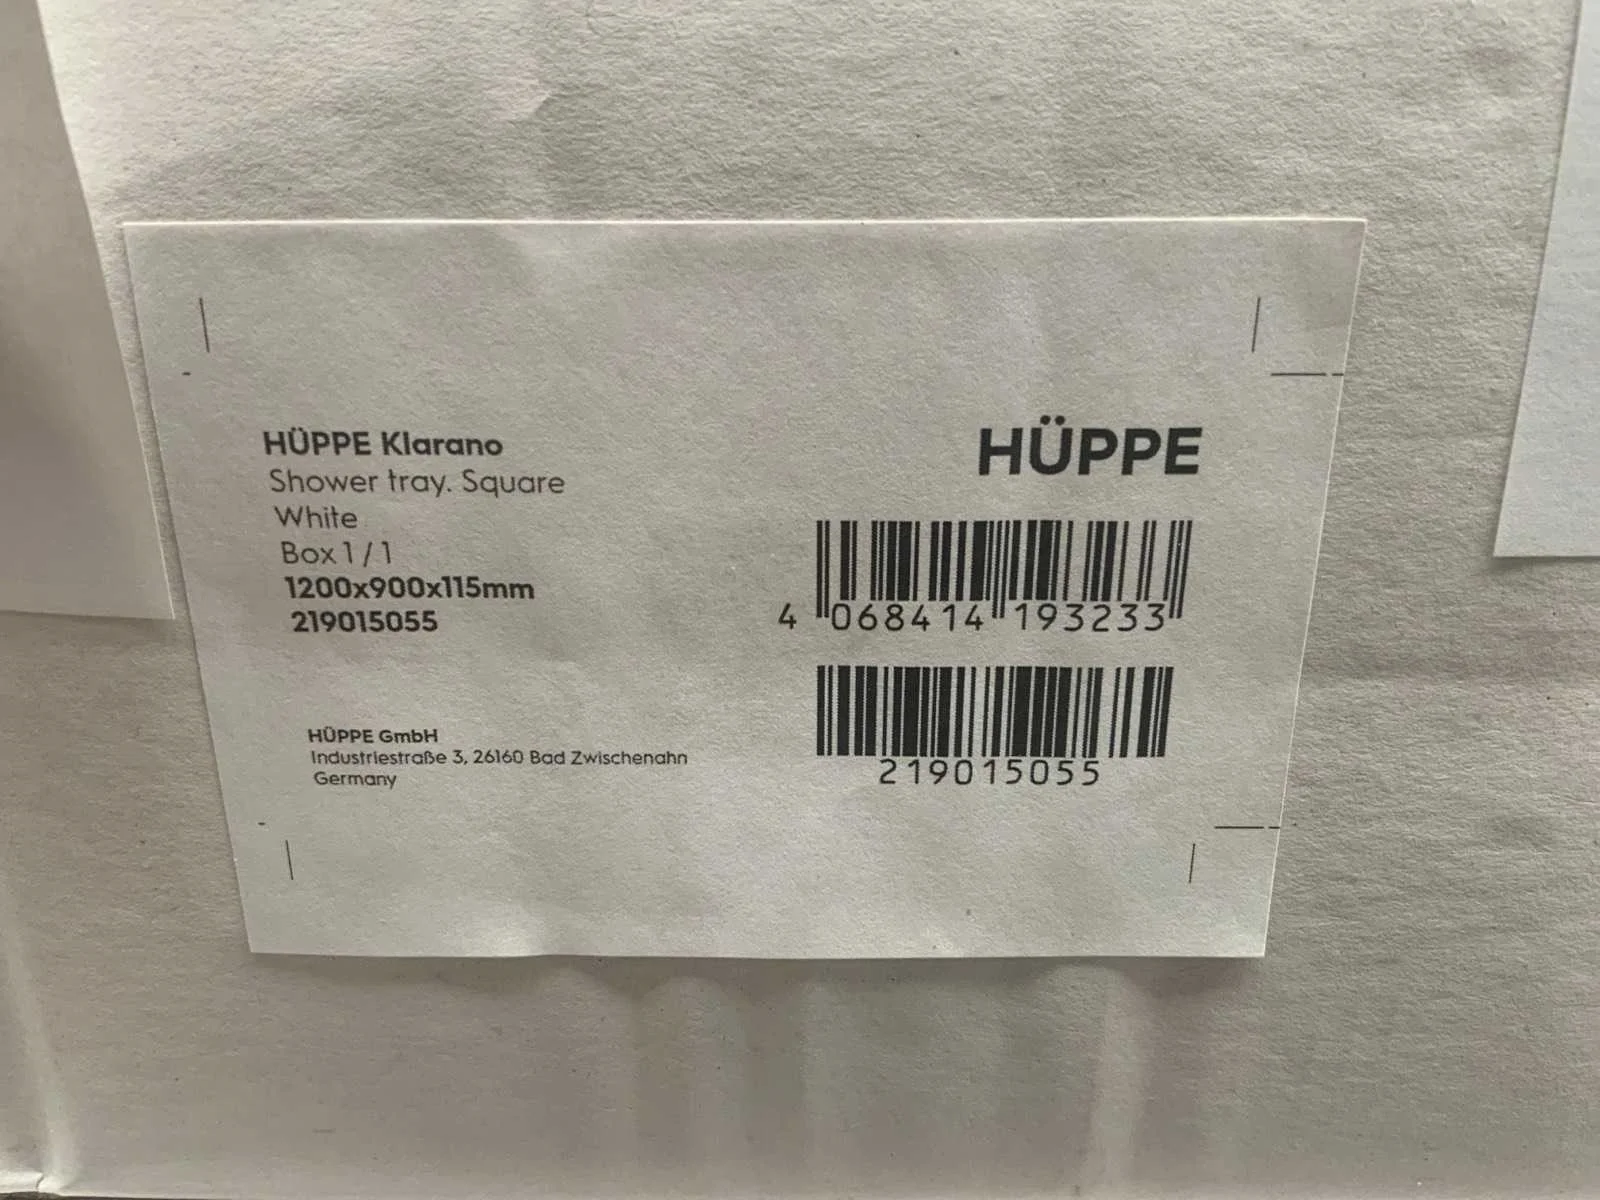 HÜPPE Klarano
Shower tray. Square
White
Box 1 / 1
1200x900x115mm
219015055
HÜPPE GmbH
Industriestraße 3, 26160 Bad Zwischenahn
Germany
HÜPPE
4 068414 193233
219015055